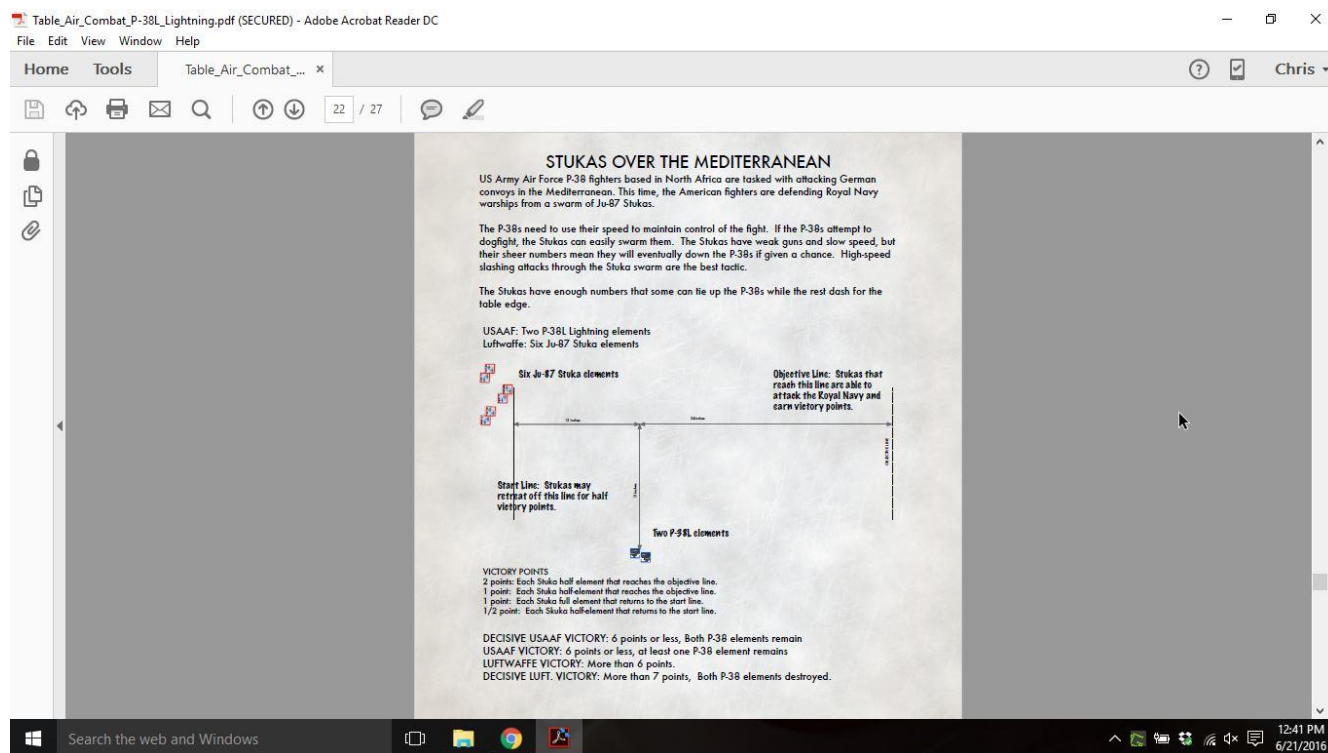 Table_Air_Combat_P-38L_Lightning.pdf (SECURED) - Adobe Acrobat Reader DC
File Edit View Window Help
Home Tools Table_Air_Combat_... × Chris
22 / 27
STUKAS OVER THE MEDITERRANEAN
US Army Air Force P-38 fighters based in North Africa are tasked with attacking German
convoys in the Mediterranean. This time, the American fighters are defending Royal Navy
warships from a swarm of Ju-87 Stukas.
The P-38s need to use their speed to maintain control of the fight. If the P-38s attempt to
dogfight, the Stukas can easily swarm them. The Stukas have weak guns and slow speed, but
their sheer numbers mean they will eventually down the P-38s if given a chance. High-speed
slashing attacks through the Stuka swarm are the best tactic.
The Stukas have enough numbers that some can tie up the P-38s while the rest dash for the
table edge.
USAAF: Two P-38L Lightning elements
Luftwaffe: Six Ju-87 Stuka elements
Six Ju-87 Stuka elements
Objective Line: Stukas that
reach this line are able to
attack the Royal Navy and
earn victory points.
OBJECTIVE LINE
Start Line: Stukas may
retreat off this line for half
victory points.
Two P-38L elements
VICTORY POINTS
2 points: Each Stuka half element that reaches the objective line.
1 point: Each Stuka half-element that reaches the objective line.
1 point: Each Stuka full element that returns to the start line.
1/2 point: Each Skuka half-element that returns to the start line.
DECISIVE USAAF VICTORY: 6 points or less, Both P-38 elements remain
USAAF VICTORY: 6 points or less, at least one P-38 element remains
LUFTWAFFE VICTORY: More than 6 points.
DECISIVE LUFT. VICTORY: More than 7 points, Both P-38 elements destroyed.
Search the web and Windows
12:41 PM
6/21/2016